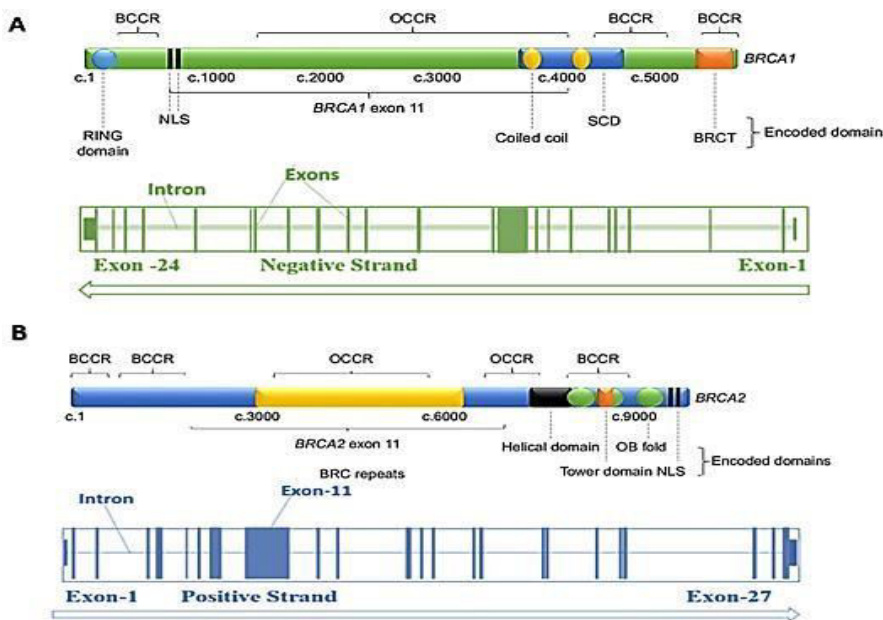 A
BCCR OCCR BCCR BCCR
BRCA1
c.1 c.1000 c.2000 c.3000 c.4000 c.5000
BRCA1 exon 11
RING domain NLS Coiled coil SCD BRCT Encoded domain
Intron Exons
Exon -24 Negative Strand Exon-1
B
BCCR BCCR OCCR OCCR BCCR
BRCA2
c.1 c.3000 c.6000 c.9000
BRCA2 exon 11 Helical domain OB fold
BRC repeats Tower domain NLS Encoded domains
Intron Exon-11
Exon-1 Positive Strand Exon-27